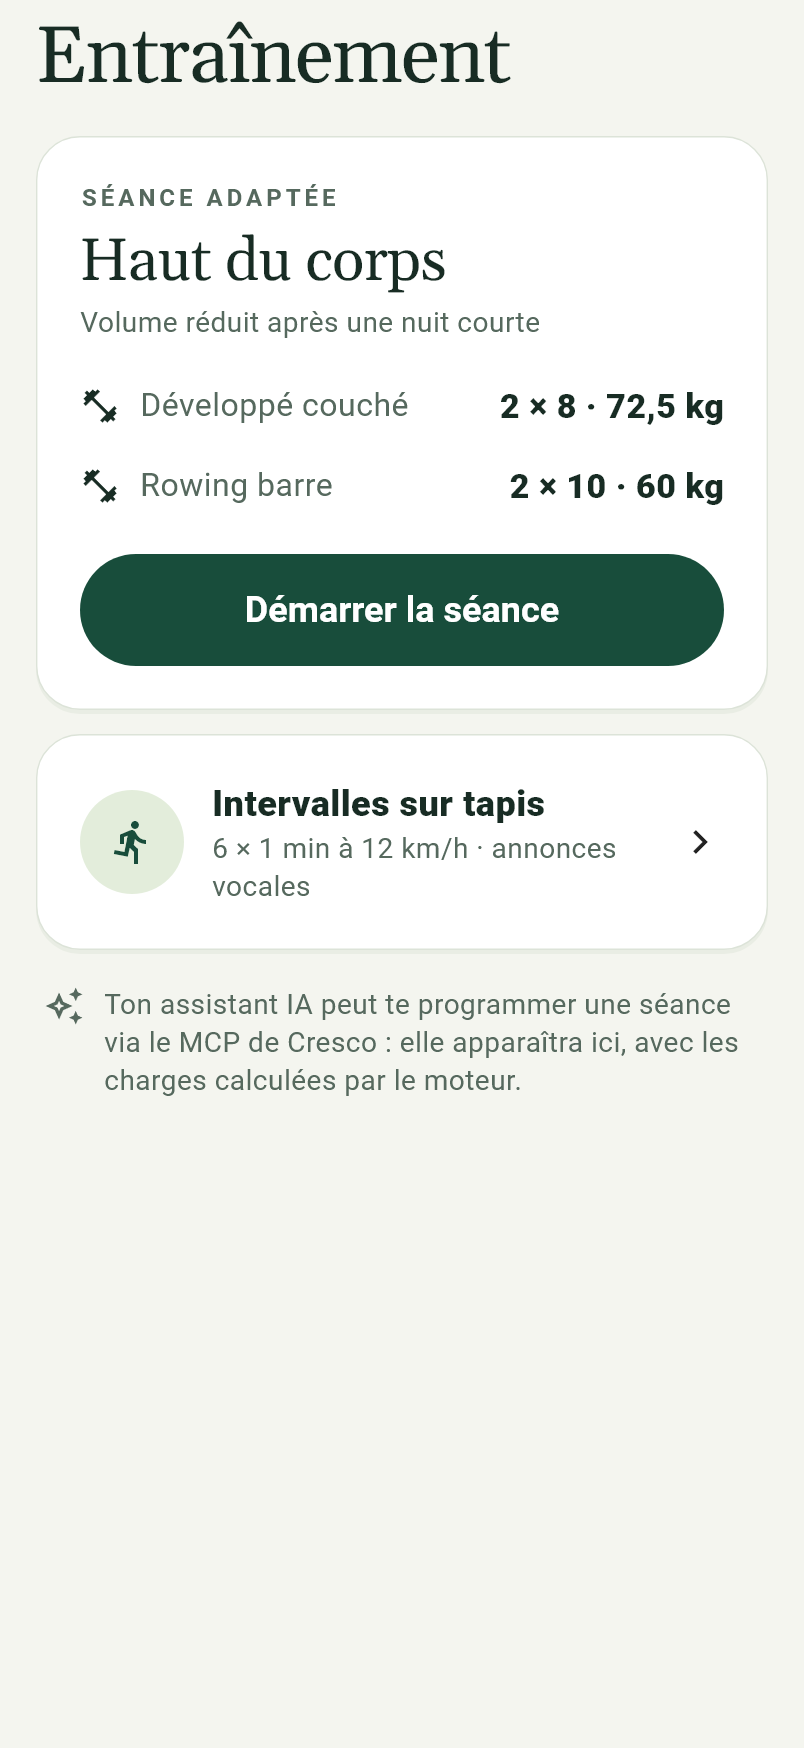 Entraînement
SÉANCE ADAPTÉE
Haut du corps
Volume réduit après une nuit courte
Développé couché 2 × 8 · 72,5 kg
Rowing barre 2 × 10 · 60 kg
Démarrer la séance
Intervalles sur tapis
6 × 1 min à 12 km/h · annonces
vocales
Ton assistant IA peut te programmer une séance
via le MCP de Cresco : elle apparaîtra ici, avec les
charges calculées par le moteur.